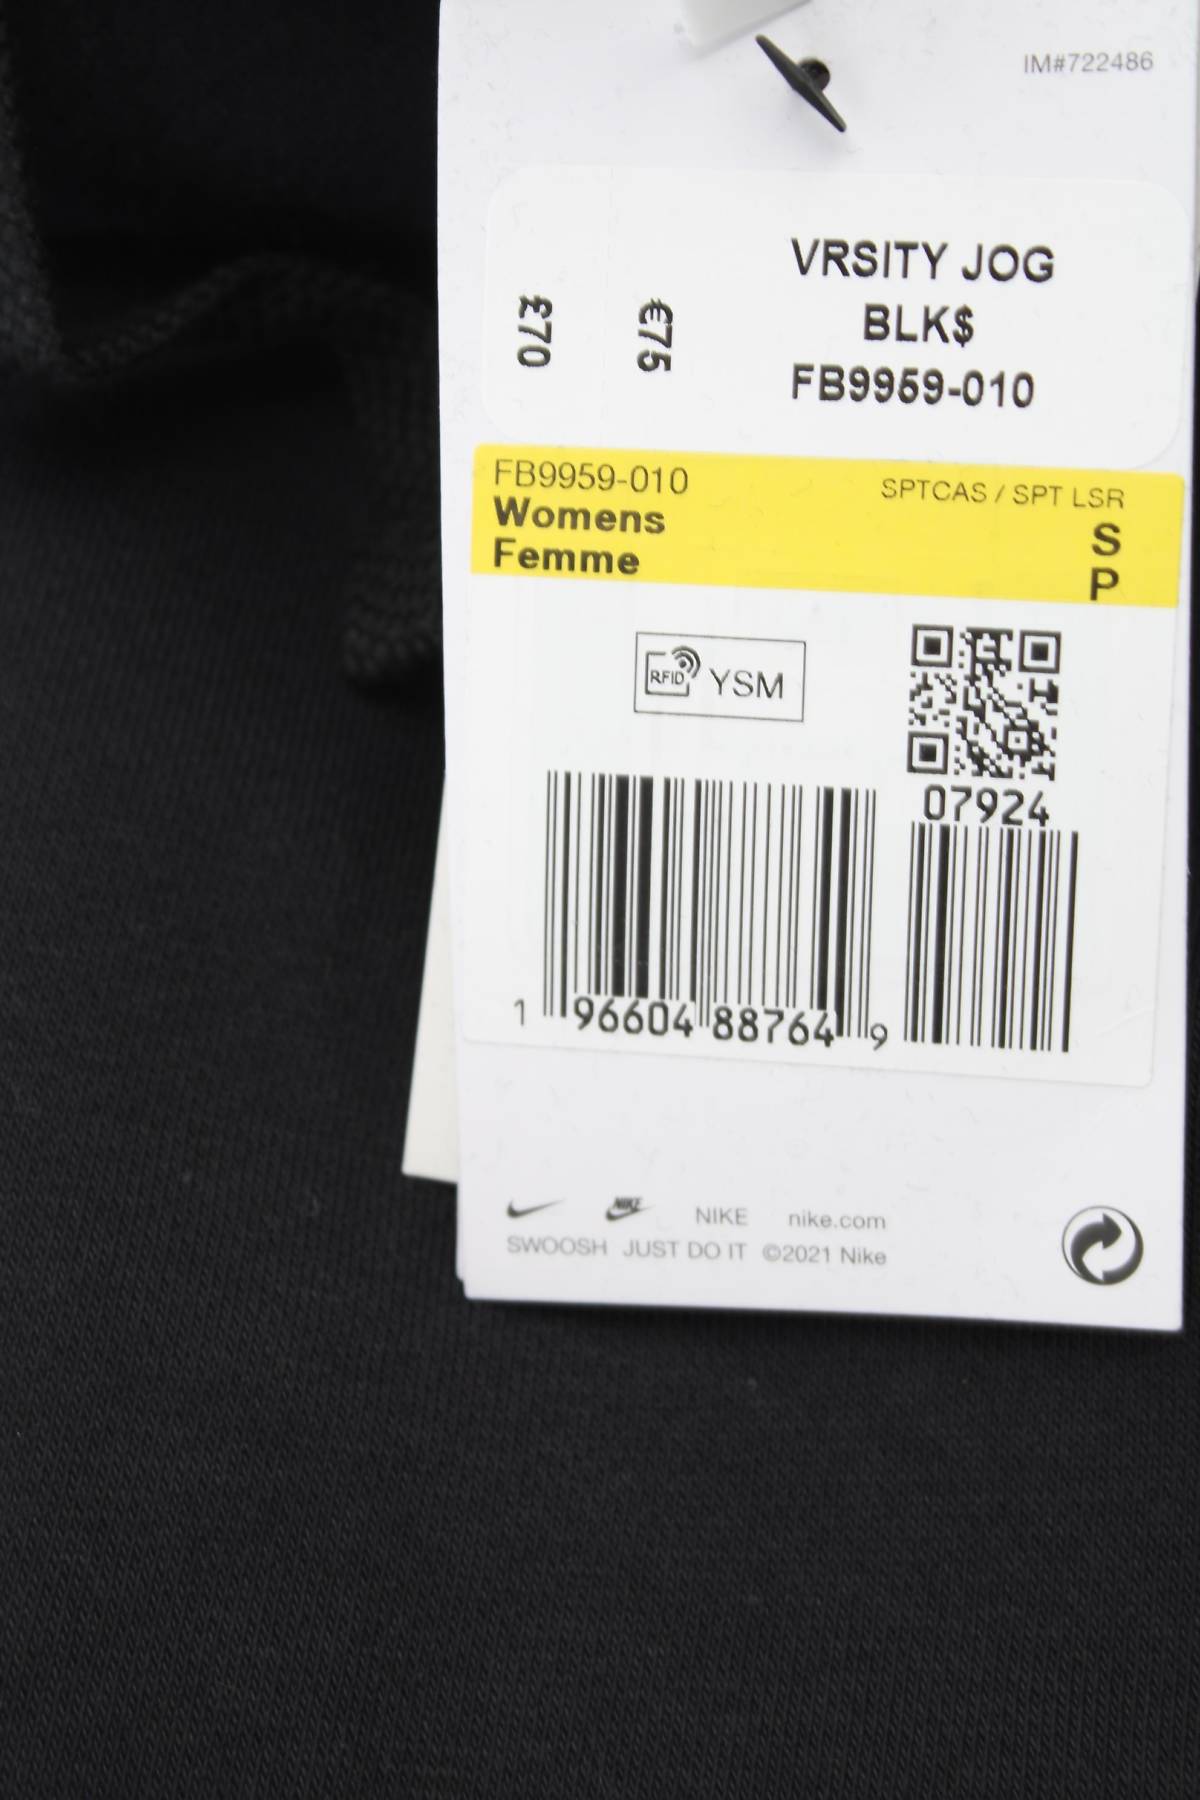 IM#722486
VRSITY JOG
BLK$
FB9959-010
£70
€75
FB9959-010
SPTCAS / SPT LSR
Womens
S
Femme
P
RFID YSM
07924
1 96604 88764 9
NIKE NIKE nike.com
SWOOSH JUST DO IT ©2021 Nike